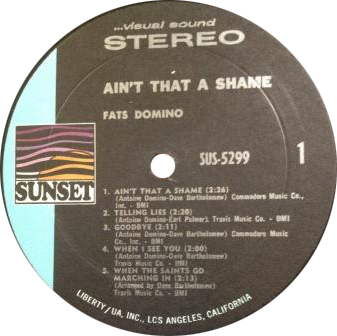 ...visual sound
STEREO
AIN'T THAT A SHAME
FATS DOMINO
SUS-5299
1
SUNSET
1. AIN'T THAT A SHAME (2:26)
(Antoine Domino-Dave Bartholomew) Commodore Music Co.,
Inc. - BMI
2. TELLING LIES (2:20)
(Antoine Domino-Earl Palmer), Travis Music Co. - BMI
3. GOODBYE (2:11)
(Antoine Domino-Dave Bartholomew) Commodore Music
Co., Inc. - BMI
4. WHEN I SEE YOU (2:00)
(Antoine Domino-Dave Bartholomew)
Travis Music Co. - BMI
5. WHEN THE SAINTS GO
MARCHING IN (2:13)
(Arranged by Dave Bartholomew)
Travis Music Co. - BMI
LIBERTY/UA, INC., LOS ANGELES, CALIFORNIA